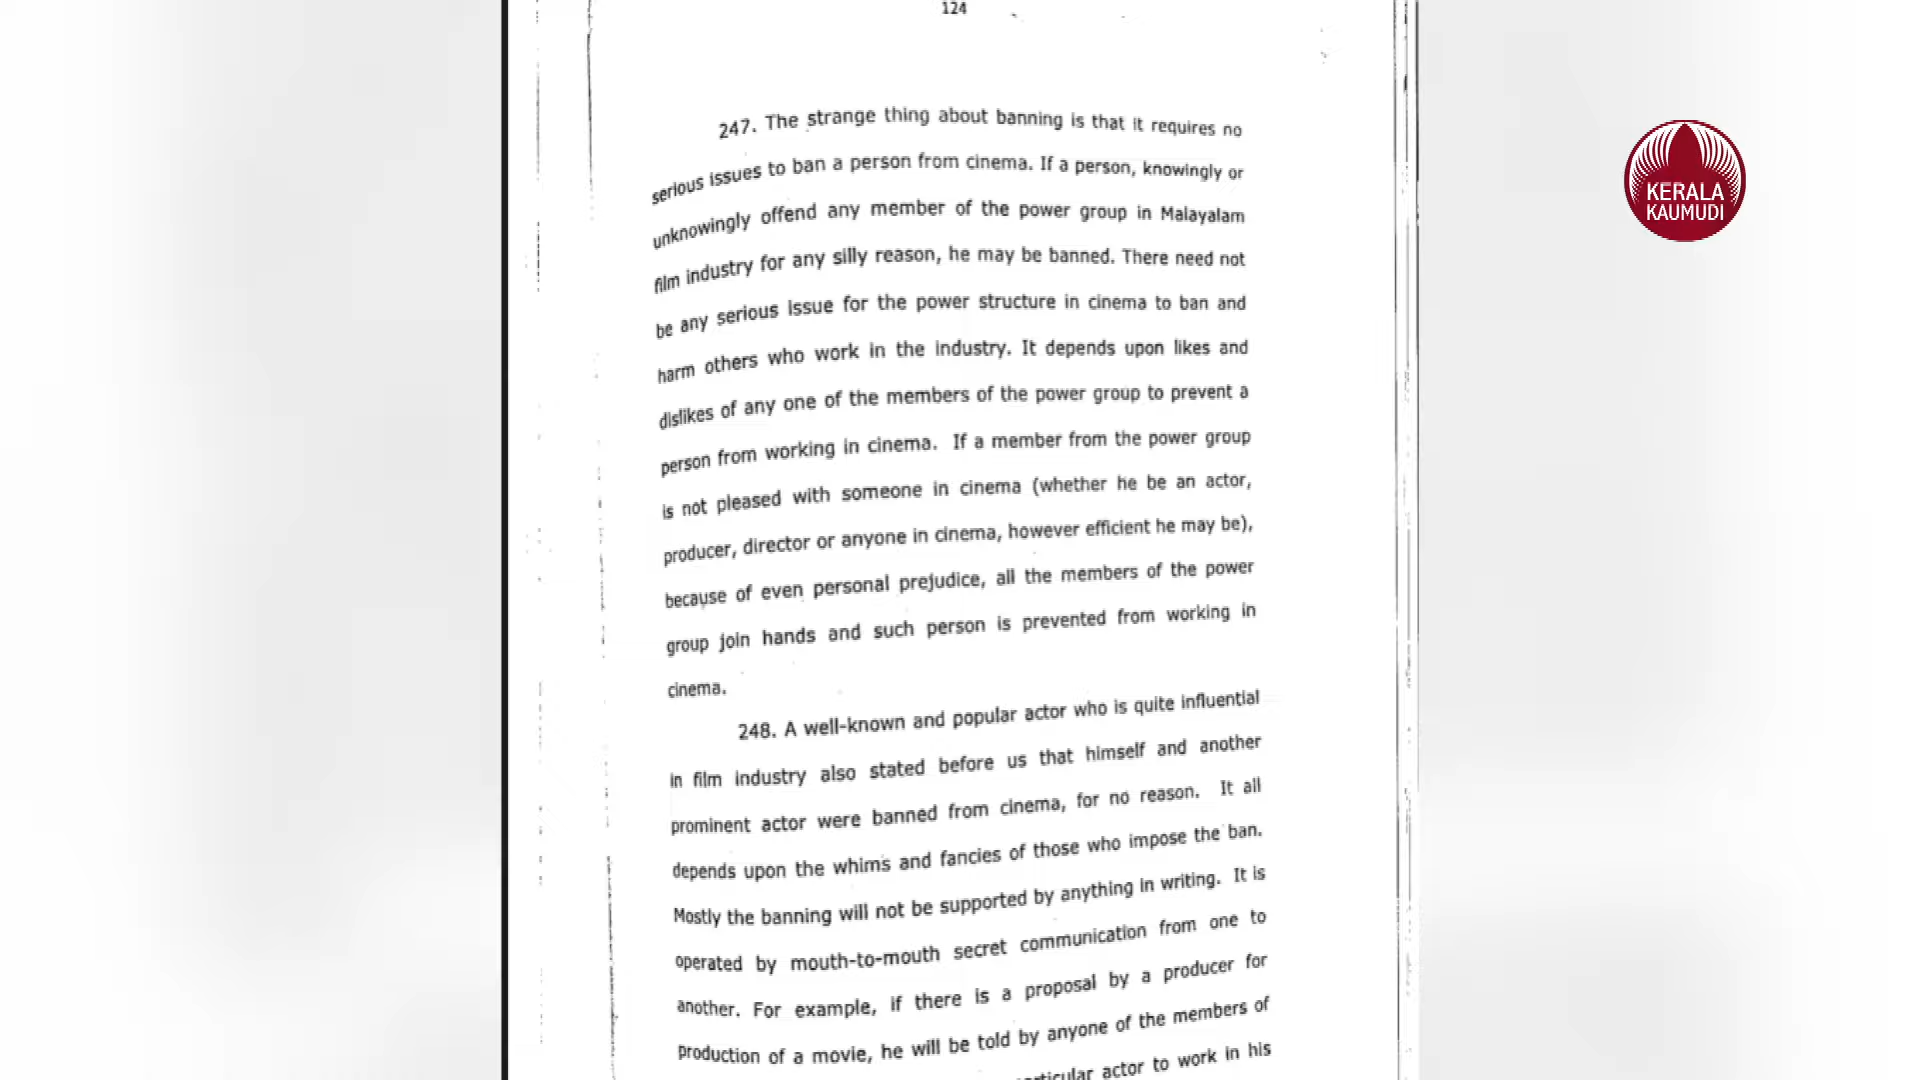 124
247. The strange thing about banning is that it requires no
serious issues to ban a person from cinema. If a person, knowingly or
unknowingly offend any member of the power group in Malayalam
film industry for any silly reason, he may be banned. There need not
be any serious issue for the power structure in cinema to ban and
harm others who work in the industry. It depends upon likes and
dislikes of any one of the members of the power group to prevent a
person from working in cinema. If a member from the power group
is not pleased with someone in cinema (whether he be an actor,
producer, director or anyone in cinema, however efficient he may be),
because of even personal prejudice, all the members of the power
group join hands and such person is prevented from working in
cinema.
248. A well-known and popular actor who is quite influential
in film industry also stated before us that himself and another
prominent actor were banned from cinema, for no reason. It all
depends upon the whims and fancies of those who impose the ban.
Mostly the banning will not be supported by anything in writing. It is
operated by mouth-to-mouth secret communication from one to
another. For example, if there is a proposal by a producer for
production of a movie, he will be told by anyone of the members of
actor to work in his
KERALA
KAUMUDI